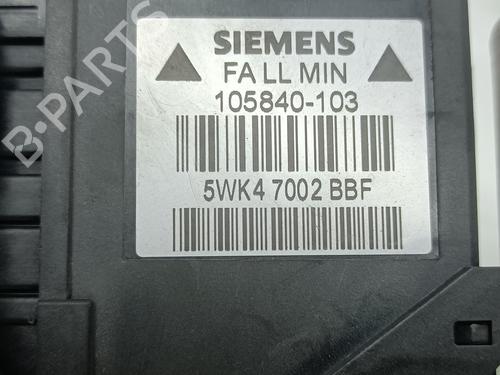 SIEMENS
FA LL MIN
105840-103
5WK4 7002 BBF
B-PARTS